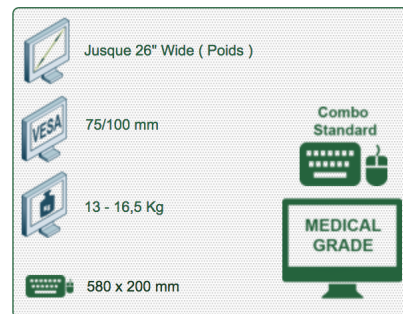 Jusque 26" Wide ( Poids )
VESA
75/100 mm
Combo
Standard
13 - 16,5 Kg
MEDICAL
GRADE
580 x 200 mm